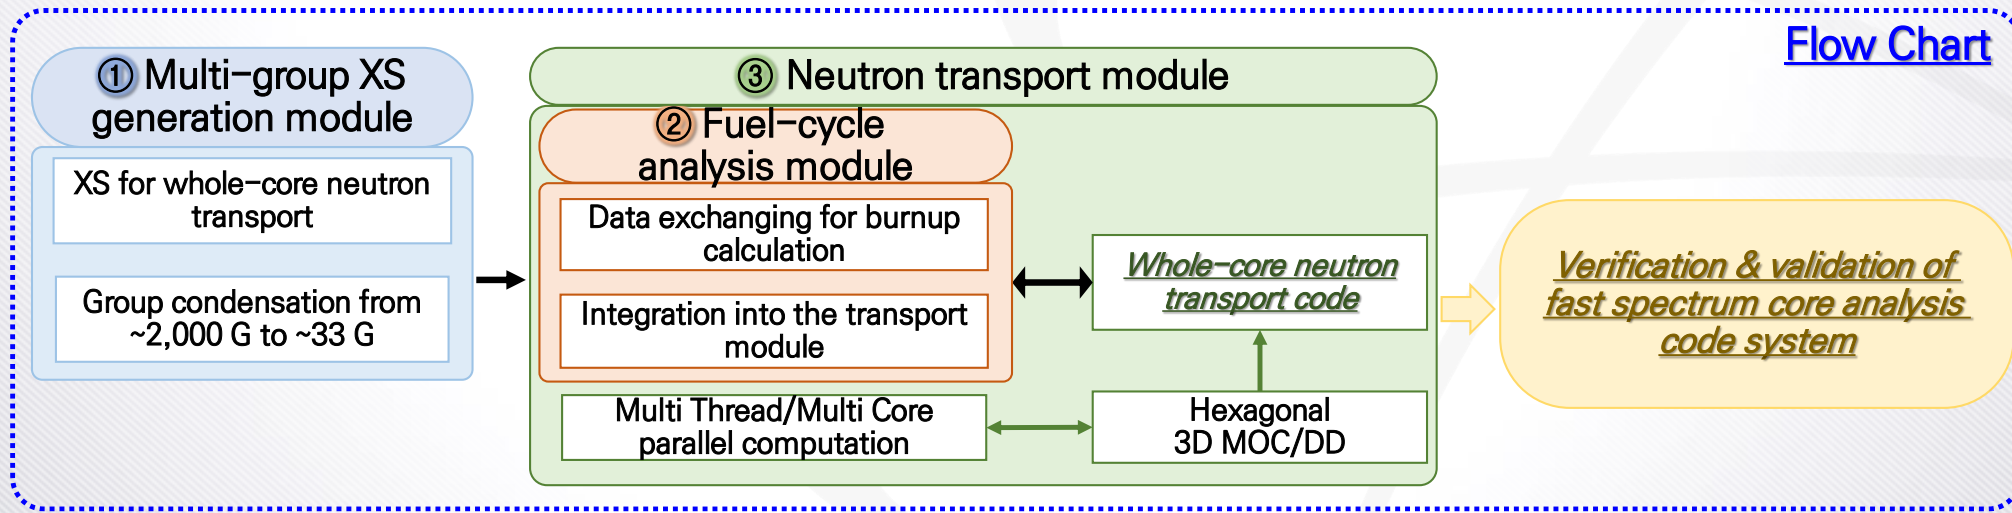 Flow Chart
① Multi-group XS
generation module
XS for whole-core neutron
transport
Group condensation from
~2,000 G to ~33 G
③ Neutron transport module
② Fuel-cycle
analysis module
Data exchanging for burnup
calculation
Integration into the transport
module
Multi Thread/Multi Core
parallel computation
Whole-core neutron
transport code
Hexagonal
3D MOC/DD
Verification & validation of
fast spectrum core analysis
code system